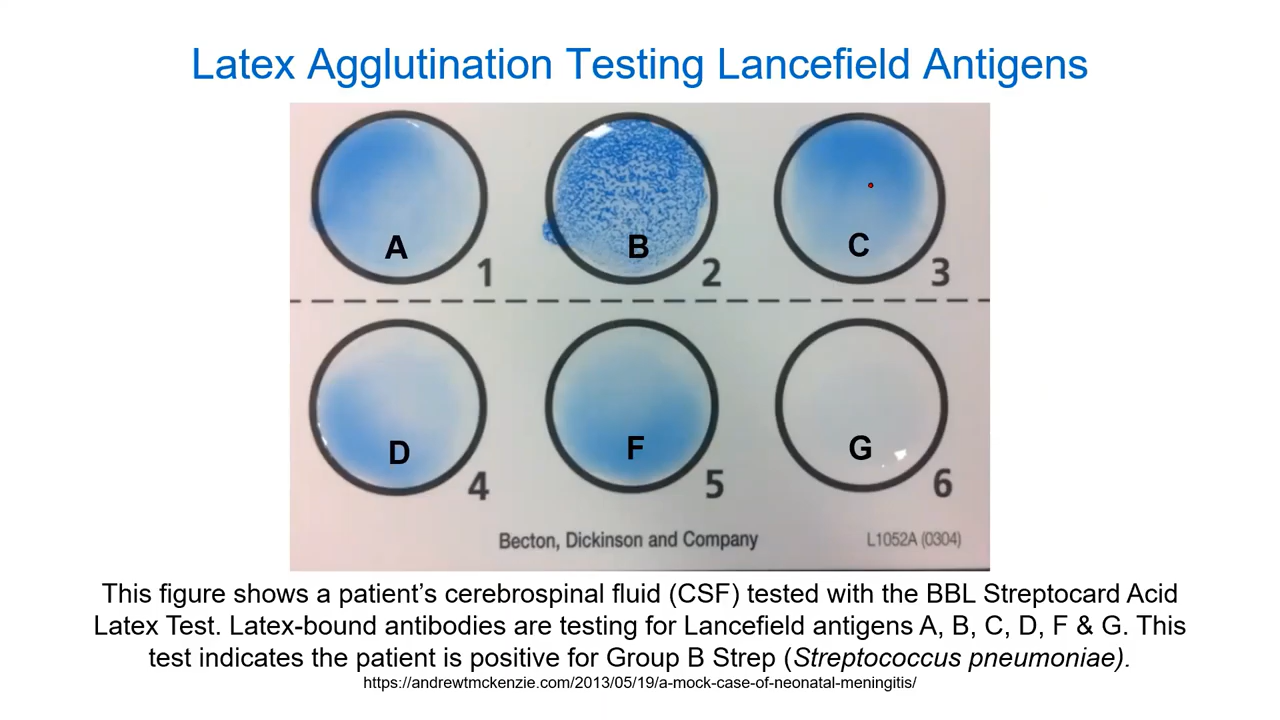 Latex Agglutination Testing Lancefield Antigens
A
1
B
2
C
3
D
4
F
5
G
6
Becton, Dickinson and Company
L1052A (0304)
This figure shows a patient’s cerebrospinal fluid (CSF) tested with the BBL Streptocard Acid
Latex Test. Latex-bound antibodies are testing for Lancefield antigens A, B, C, D, F & G. This
test indicates the patient is positive for Group B Strep (Streptococcus pneumoniae).
https://andrewtmckenzie.com/2013/05/19/a-mock-case-of-neonatal-meningitis/